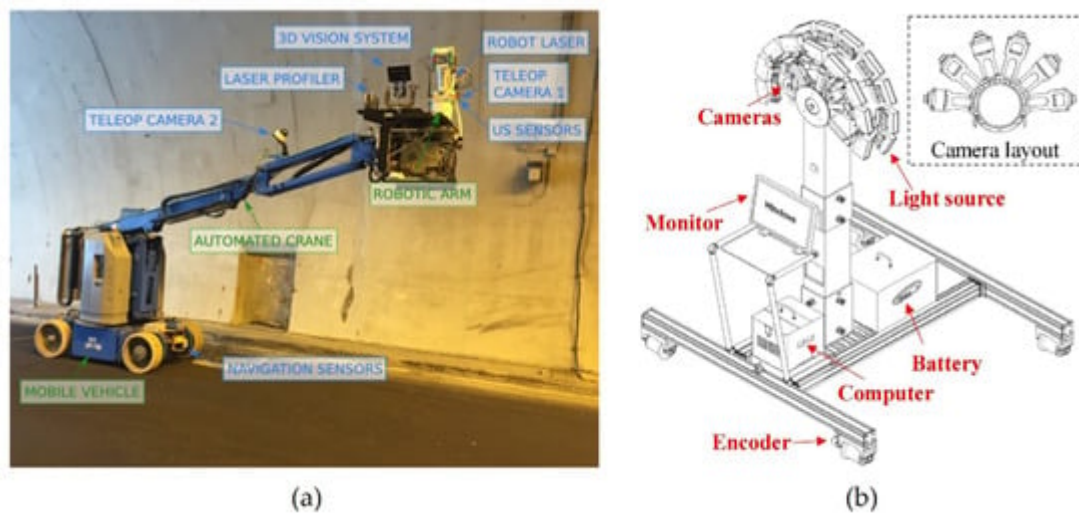 3D VISION SYSTEM
ROBOT LASER
LASER PROFILER
TELEOP
CAMERA 1
TELEOP CAMERA 2
US SENSORS
ROBOTIC ARM
AUTOMATED CRANE
NAVIGATION SENSORS
MOBILE VEHICLE
(a)
Cameras
Camera layout
Light source
Monitor
Battery
Computer
Encoder
(b)